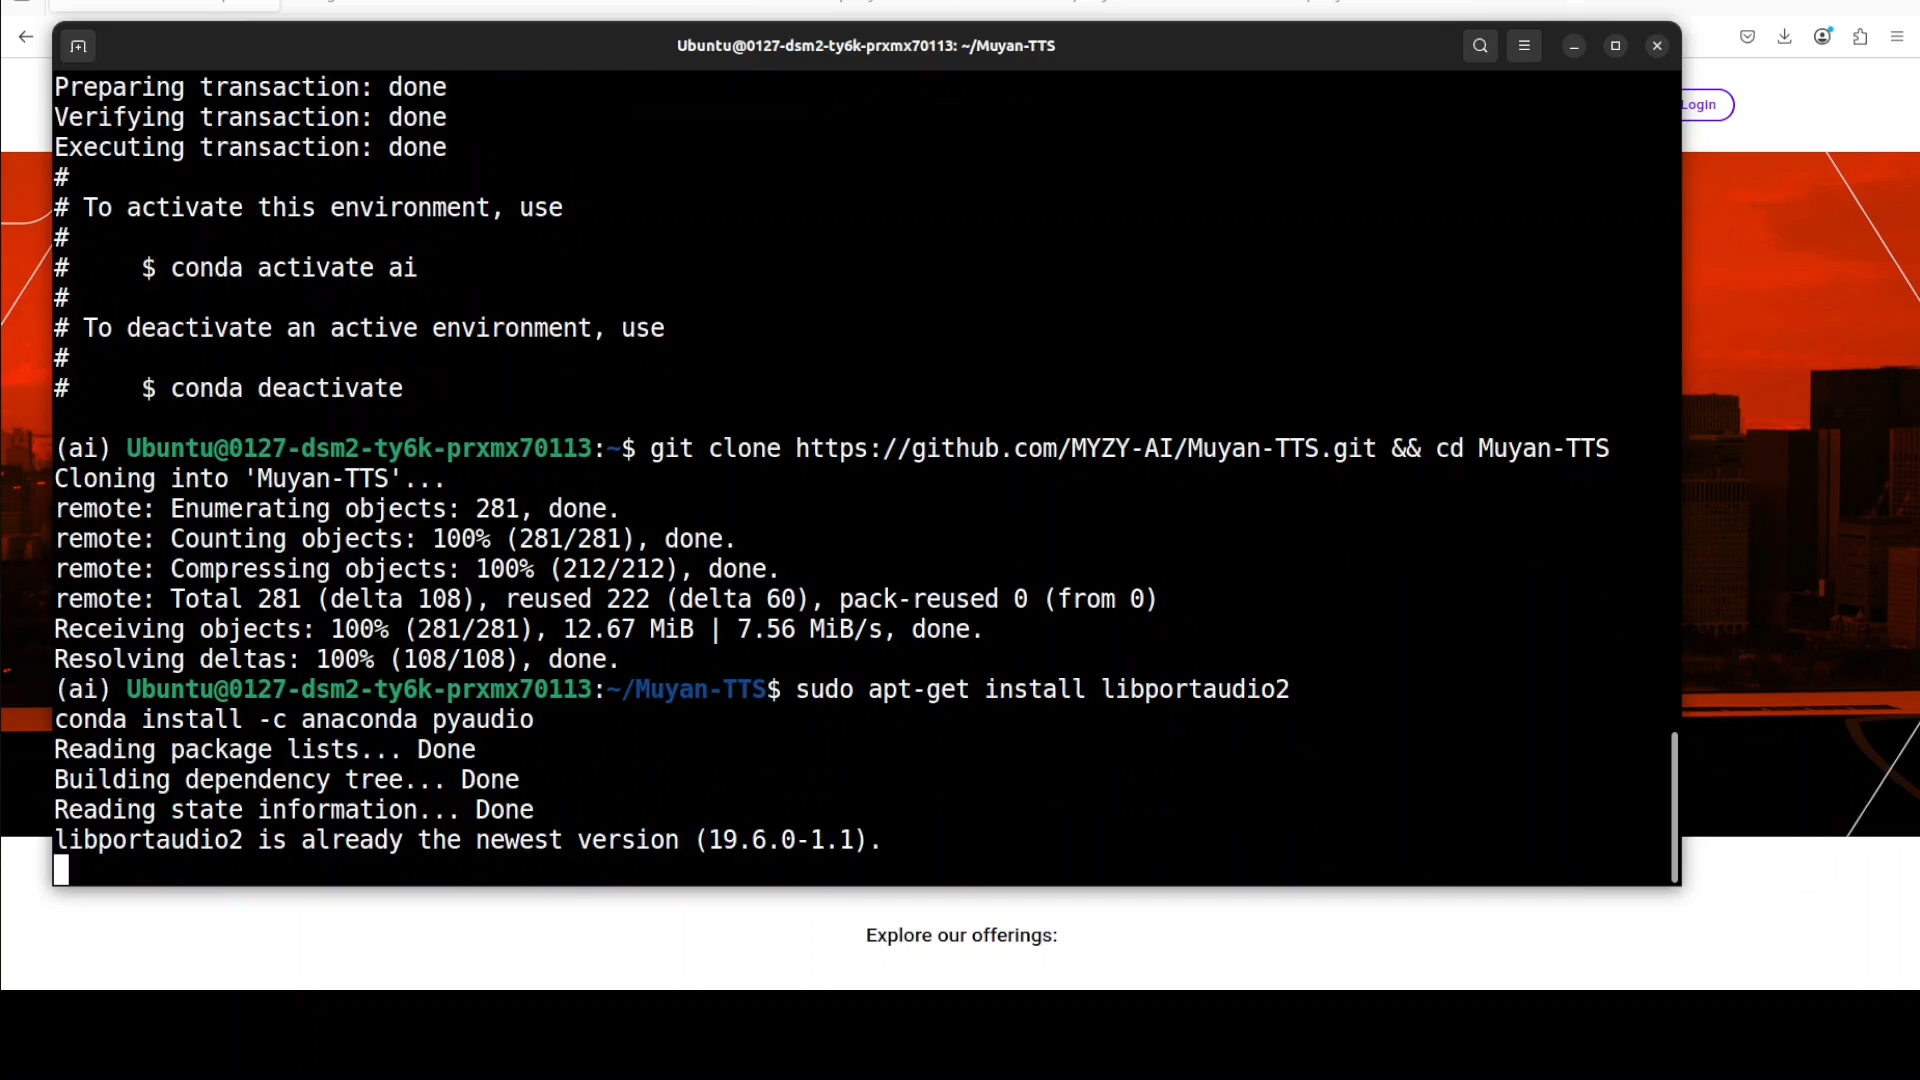 Ubuntu@0127-dsm2-ty6k-prxmx70113: ~/Muyan-TTS
Login
Preparing transaction: done
Verifying transaction: done
Executing transaction: done
#
# To activate this environment, use
#
#     $ conda activate ai
#
# To deactivate an active environment, use
#
#     $ conda deactivate
(ai) Ubuntu@0127-dsm2-ty6k-prxmx70113:~$ git clone https://github.com/MYZY-AI/Muyan-TTS.git && cd Muyan-TTS
Cloning into 'Muyan-TTS'...
remote: Enumerating objects: 281, done.
remote: Counting objects: 100% (281/281), done.
remote: Compressing objects: 100% (212/212), done.
remote: Total 281 (delta 108), reused 222 (delta 60), pack-reused 0 (from 0)
Receiving objects: 100% (281/281), 12.67 MiB | 7.56 MiB/s, done.
Resolving deltas: 100% (108/108), done.
(ai) Ubuntu@0127-dsm2-ty6k-prxmx70113:~/Muyan-TTS$ sudo apt-get install libportaudio2
conda install -c anaconda pyaudio
Reading package lists... Done
Building dependency tree... Done
Reading state information... Done
libportaudio2 is already the newest version (19.6.0-1.1).
Explore our offerings: